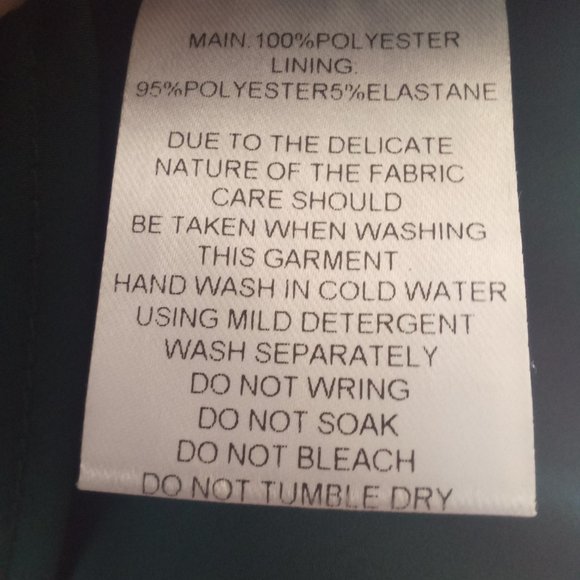 MAIN: 100%POLYESTER
LINING:
95%POLYESTER5%ELASTANE
DUE TO THE DELICATE
NATURE OF THE FABRIC
CARE SHOULD
BE TAKEN WHEN WASHING
THIS GARMENT
HAND WASH IN COLD WATER
USING MILD DETERGENT
WASH SEPARATELY
DO NOT WRING
DO NOT SOAK
DO NOT BLEACH
DO NOT TUMBLE DRY